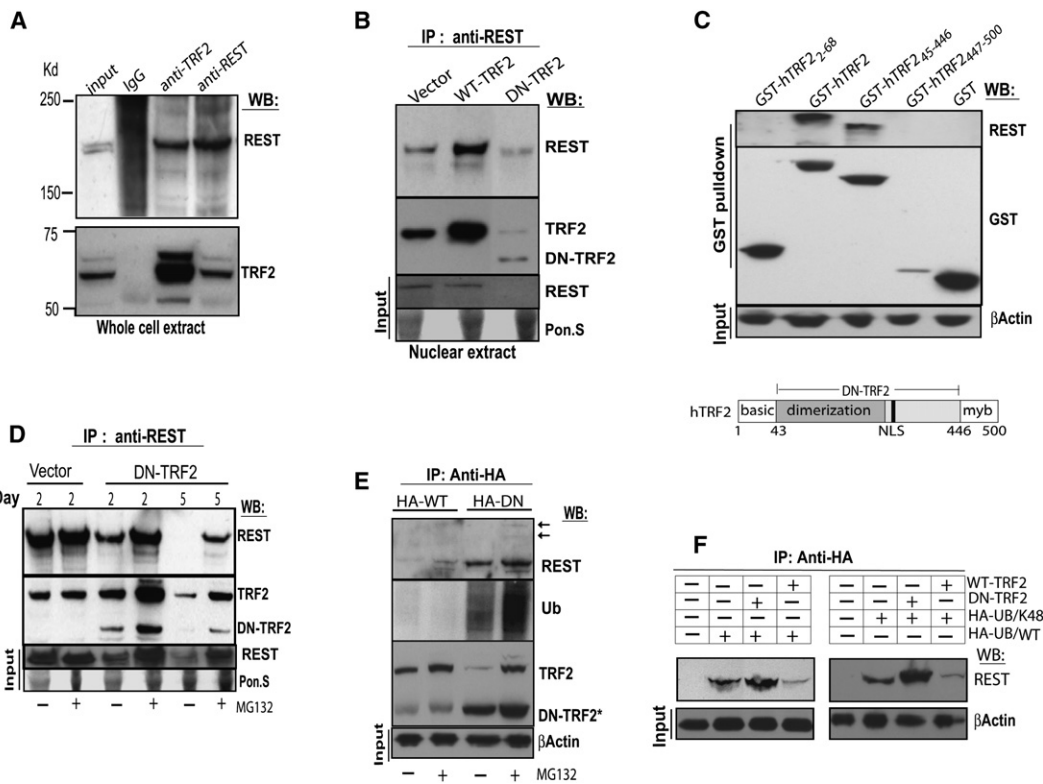 A
Kd
input IgG anti-TRF2 anti-REST
WB:
250
REST
150
75
TRF2
50
Whole cell extract
B
IP : anti-REST
Vector WT-TRF2 DN-TRF2
WB:
REST
TRF2
DN-TRF2
Input
REST
Pon.S
Nuclear extract
C
GST-hTRF2 2-68 GST-hTRF2 GST-hTRF2 45-446 GST-hTRF2 447-500 GST
WB:
GST pulldown
REST
GST
Input
βActin
DN-TRF2
hTRF2 basic dimerization myb
1 43 NLS 446 500
D
IP : anti-REST
Vector DN-TRF2
Day 2 2 2 2 5 5
WB:
REST
TRF2
DN-TRF2
Input
REST
Pon.S
− + − + − + MG132
E
IP: Anti-HA
HA-WT HA-DN
WB:
REST
Ub
TRF2
DN-TRF2*
Input
βActin
− + − + MG132
F
IP: Anti-HA
− − − + − − − + WT-TRF2
− − + − − − + − DN-TRF2
− − − − − + + + HA-UB/K48
− + + + − − − − HA-UB/WT
WB:
REST
Input
βActin